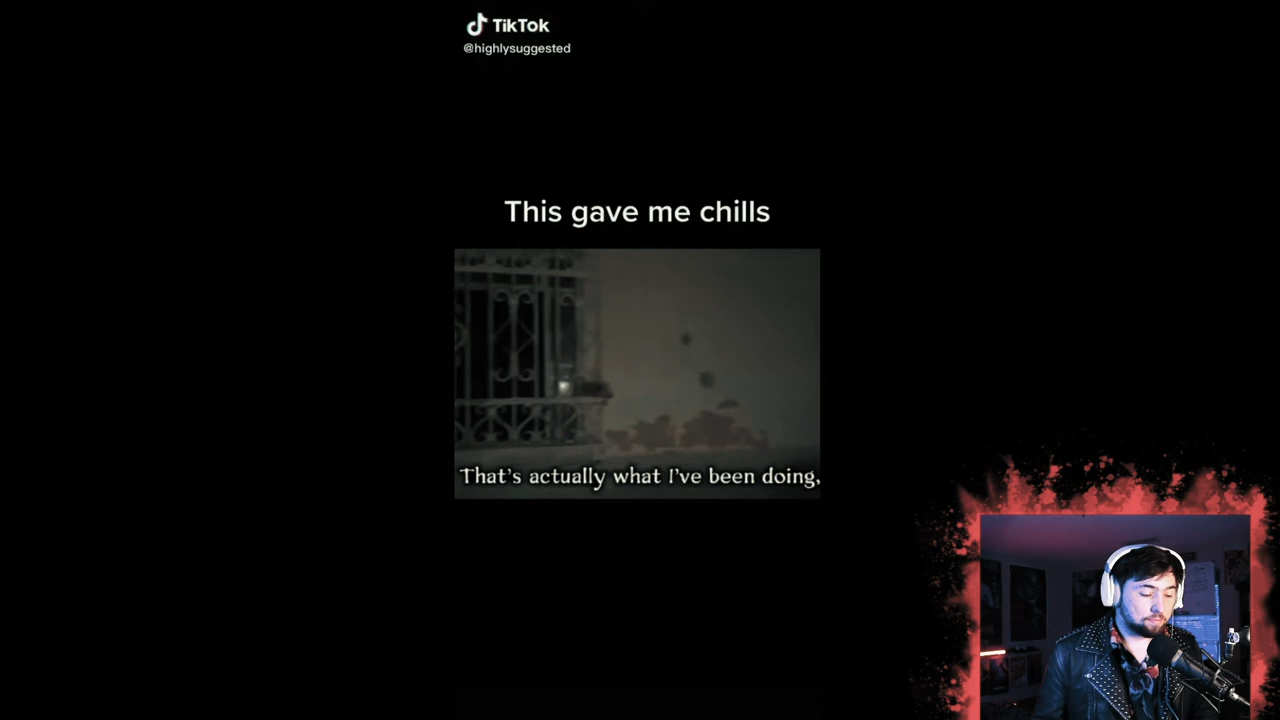 TikTok
@highlysuggested
This gave me chills
That's actually what I've been doing,